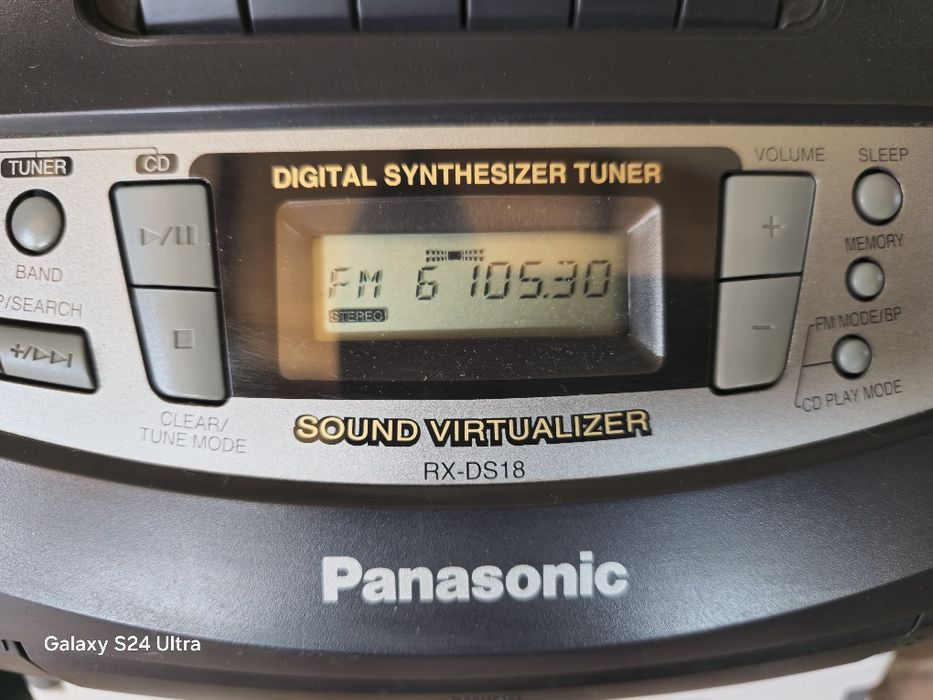 TUNER
CD
DIGITAL SYNTHESIZER TUNER
VOLUME
SLEEP
BAND
P/SEARCH
+
MEMORY
FM 6 105.30
STEREO
−
FM MODE/BP
CD PLAY MODE
CLEAR/
TUNE MODE
SOUND VIRTUALIZER
RX-DS18
Panasonic
Galaxy S24 Ultra